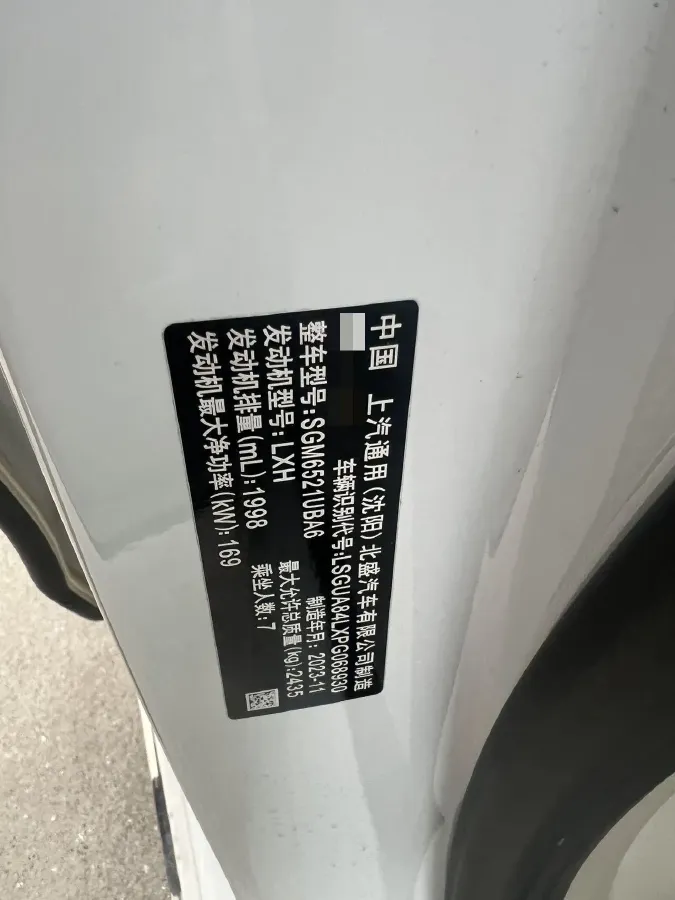 中国 上汽通用(沈阳)北盛汽车有限公司制造
车辆识别代号:LSGUA84LXPG068930
整车型号:SGM6521UBA6
制造年月: 2023-11
发动机型号:LXH
最大允许总质量(kg):2435
发动机排量(mL):1998
乘坐人数:7
发动机最大净功率(kW): 169